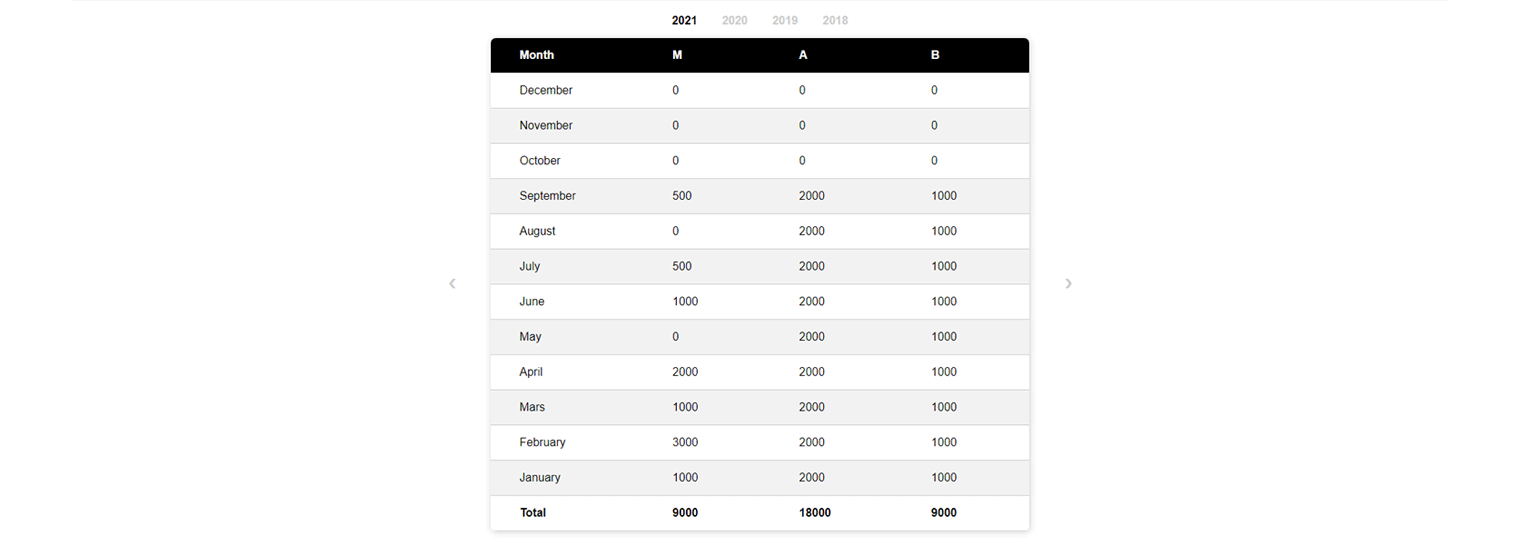 2021 2020 2019 2018
Month M A B
December 0 0 0
November 0 0 0
October 0 0 0
September 500 2000 1000
August 0 2000 1000
July 500 2000 1000
June 1000 2000 1000
May 0 2000 1000
April 2000 2000 1000
Mars 1000 2000 1000
February 3000 2000 1000
January 1000 2000 1000
Total 9000 18000 9000